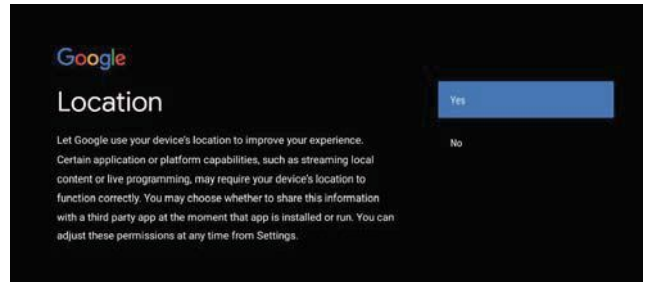 Google
Location
Let Google use your device's location to improve your experience.
Certain application or platform capabilities, such as streaming local
content or live programming, may require your device's location to
function correctly. You may choose whether to share this information
with a third party app at the moment that app is installed or run. You can
adjust these permissions at any time from Settings.
Yes
No